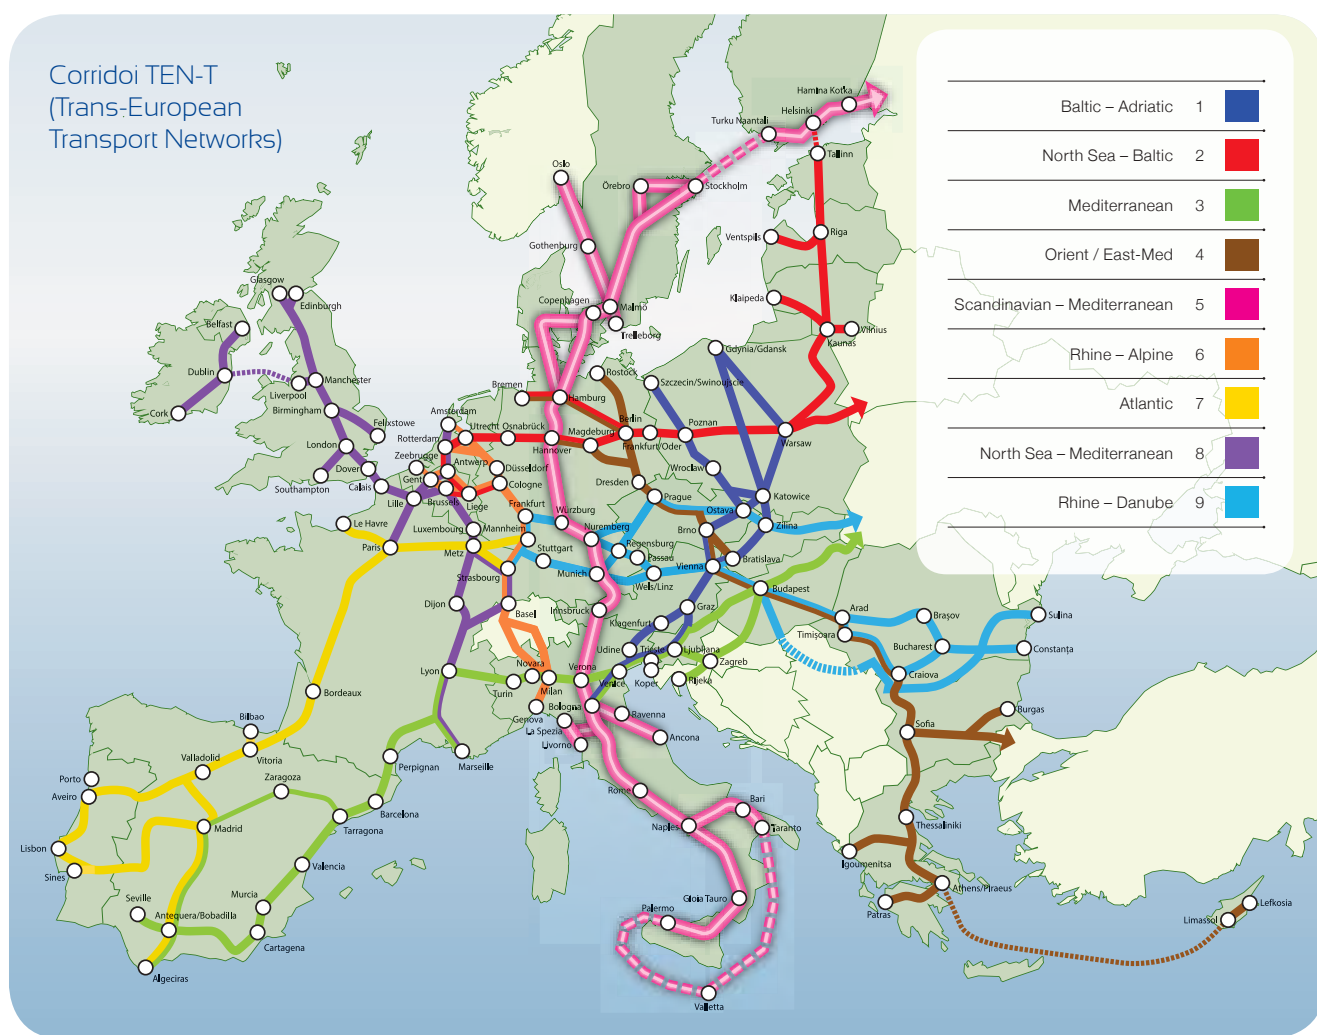 Corridoi TEN-T
(Trans-European
Transport Networks)
Baltic – Adriatic 1
North Sea – Baltic 2
Mediterranean 3
Orient / East-Med 4
Scandinavian – Mediterranean 5
Rhine – Alpine 6
Atlantic 7
North Sea – Mediterranean 8
Rhine – Danube 9
Hamina Kotka
Helsinki
Turku Naantali
Tallinn
Oslo
Örebro
Stockholm
Ventspils
Riga
Gothenburg
Glasgow
Edinburgh
Copenhagen
Malmo
Klaipeda
Trelleborg
Belfast
Vilnius
Kaunas
Gdynia/Gdansk
Dublin
Rostock
Manchester
Bremen
Szczecin/Swinoujscie
Liverpool
Hamburg
Cork
Birmingham
Amsterdam
Felixstowe
Berlin
Utrecht
Osnabrück
Magdeburg
Poznan
Rotterdam
London
Hannover
Frankfurt/Oder
Warsaw
Zeebrugge
Dover
Antwerp
Düsseldorf
Wroclaw
Gent
Calais
Cologne
Dresden
Southampton
Brussels
Prague
Katowice
Lille
Liege
Frankfurt
Ostava
Würzburg
Le Havre
Luxembourg
Mannheim
Nuremberg
Brno
Zilina
Paris
Metz
Stuttgart
Regensburg
Passau
Bratislava
Strasbourg
Munich
Wels/Linz
Vienna
Budapest
Dijon
Basel
Innsbruck
Graz
Arad
Braşov
Sulina
Klagenfurt
Timişoara
Udine
Trieste
Ljubljana
Bucharest
Constanţa
Novara
Verona
Lyon
Zagreb
Turin
Milan
Venice
Koper
Rijeka
Craiova
Bordeaux
Genova
Bologna
Ravenna
Burgas
Bilbao
La Spezia
Sofia
Livorno
Ancona
Vitoria
Valladolid
Perpignan
Marseille
Porto
Zaragoza
Aveiro
Rome
Bari
Barcelona
Madrid
Tarragona
Naples
Taranto
Thessaloniki
Lisbon
Igoumenitsa
Sines
Valencia
Athens/Piraeus
Seville
Murcia
Gioia Tauro
Palermo
Patras
Lefkosia
Antequera/Bobadilla
Limassol
Cartagena
Algeciras
Valletta